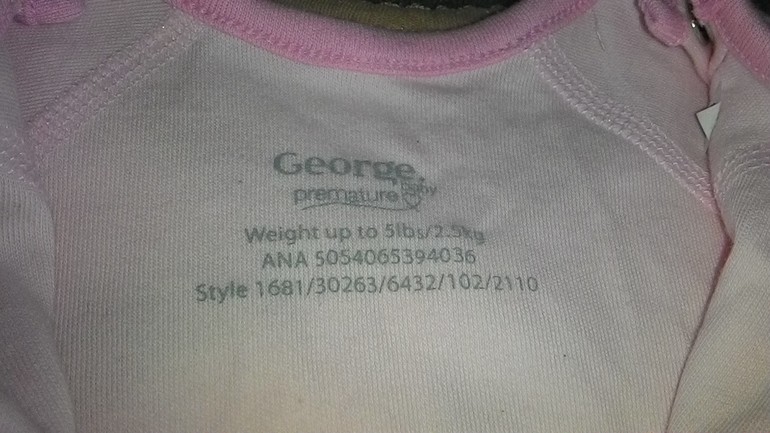 George.
baby
premature
Weight up to 5lbs/2.5kg
ANA 5054065394036
Style 1681/30263/6432/102/2110